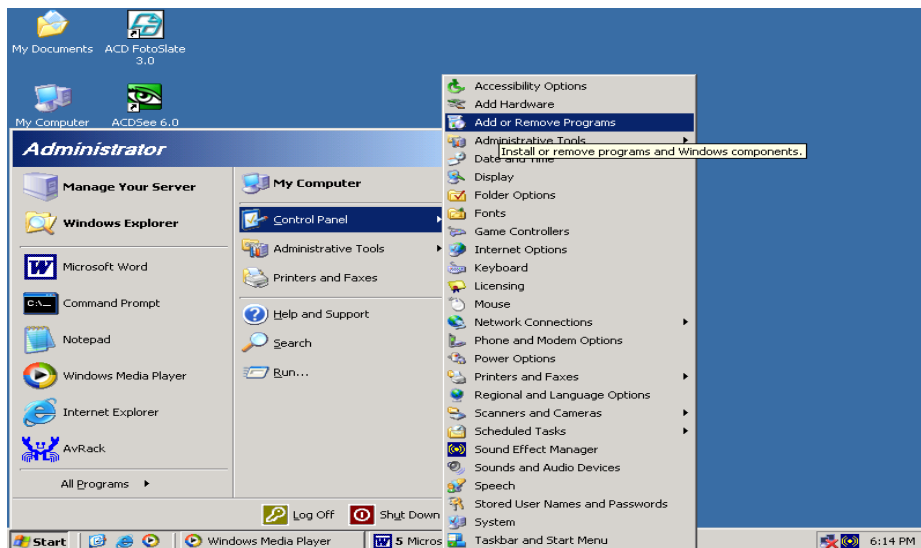 My Documents
ACD FotoSlate
3.0
My Computer
ACDSee 6.0
Administrator
Manage Your Server
Windows Explorer
Microsoft Word
Command Prompt
Notepad
Windows Media Player
Internet Explorer
AvRack
All Programs
My Computer
Control Panel
Administrative Tools
Printers and Faxes
Help and Support
Search
Run...
Log Off
Shut Down
Accessibility Options
Add Hardware
Add or Remove Programs
Administrative Tools
Install or remove programs and Windows components.
Date and Time
Display
Folder Options
Fonts
Game Controllers
Internet Options
Keyboard
Licensing
Mouse
Network Connections
Phone and Modem Options
Power Options
Printers and Faxes
Regional and Language Options
Scanners and Cameras
Scheduled Tasks
Sound Effect Manager
Sounds and Audio Devices
Speech
Stored User Names and Passwords
System
Taskbar and Start Menu
Start
Windows Media Player
5 Micros
6:14 PM